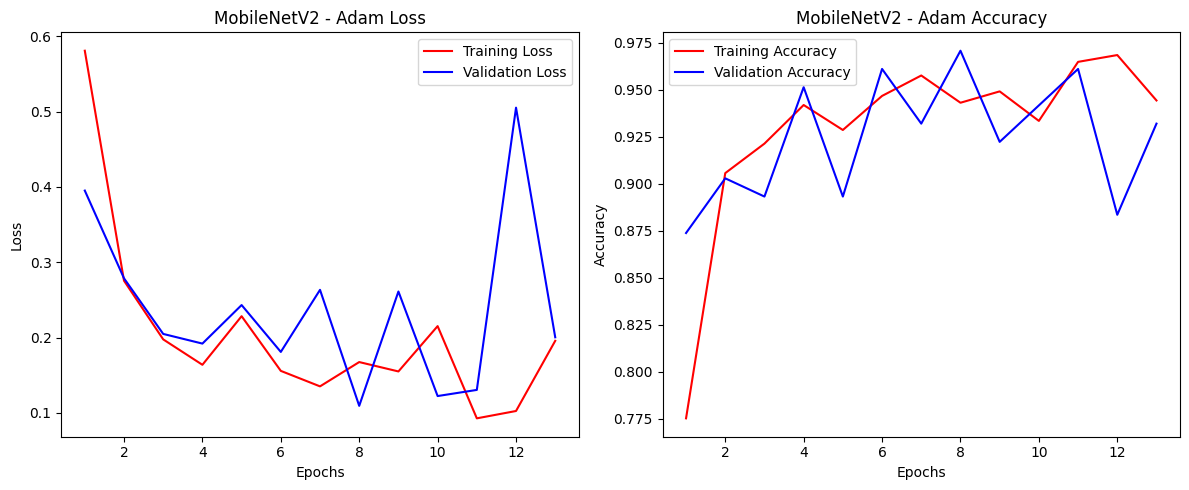 MobileNetV2 - Adam Loss
0.6
0.5
0.4
0.3
0.2
0.1
Loss
2 4 6 8 10 12
Epochs
Training Loss
Validation Loss
MobileNetV2 - Adam Accuracy
0.975
0.950
0.925
0.900
0.875
0.850
0.825
0.800
0.775
Accuracy
2 4 6 8 10 12
Epochs
Training Accuracy
Validation Accuracy